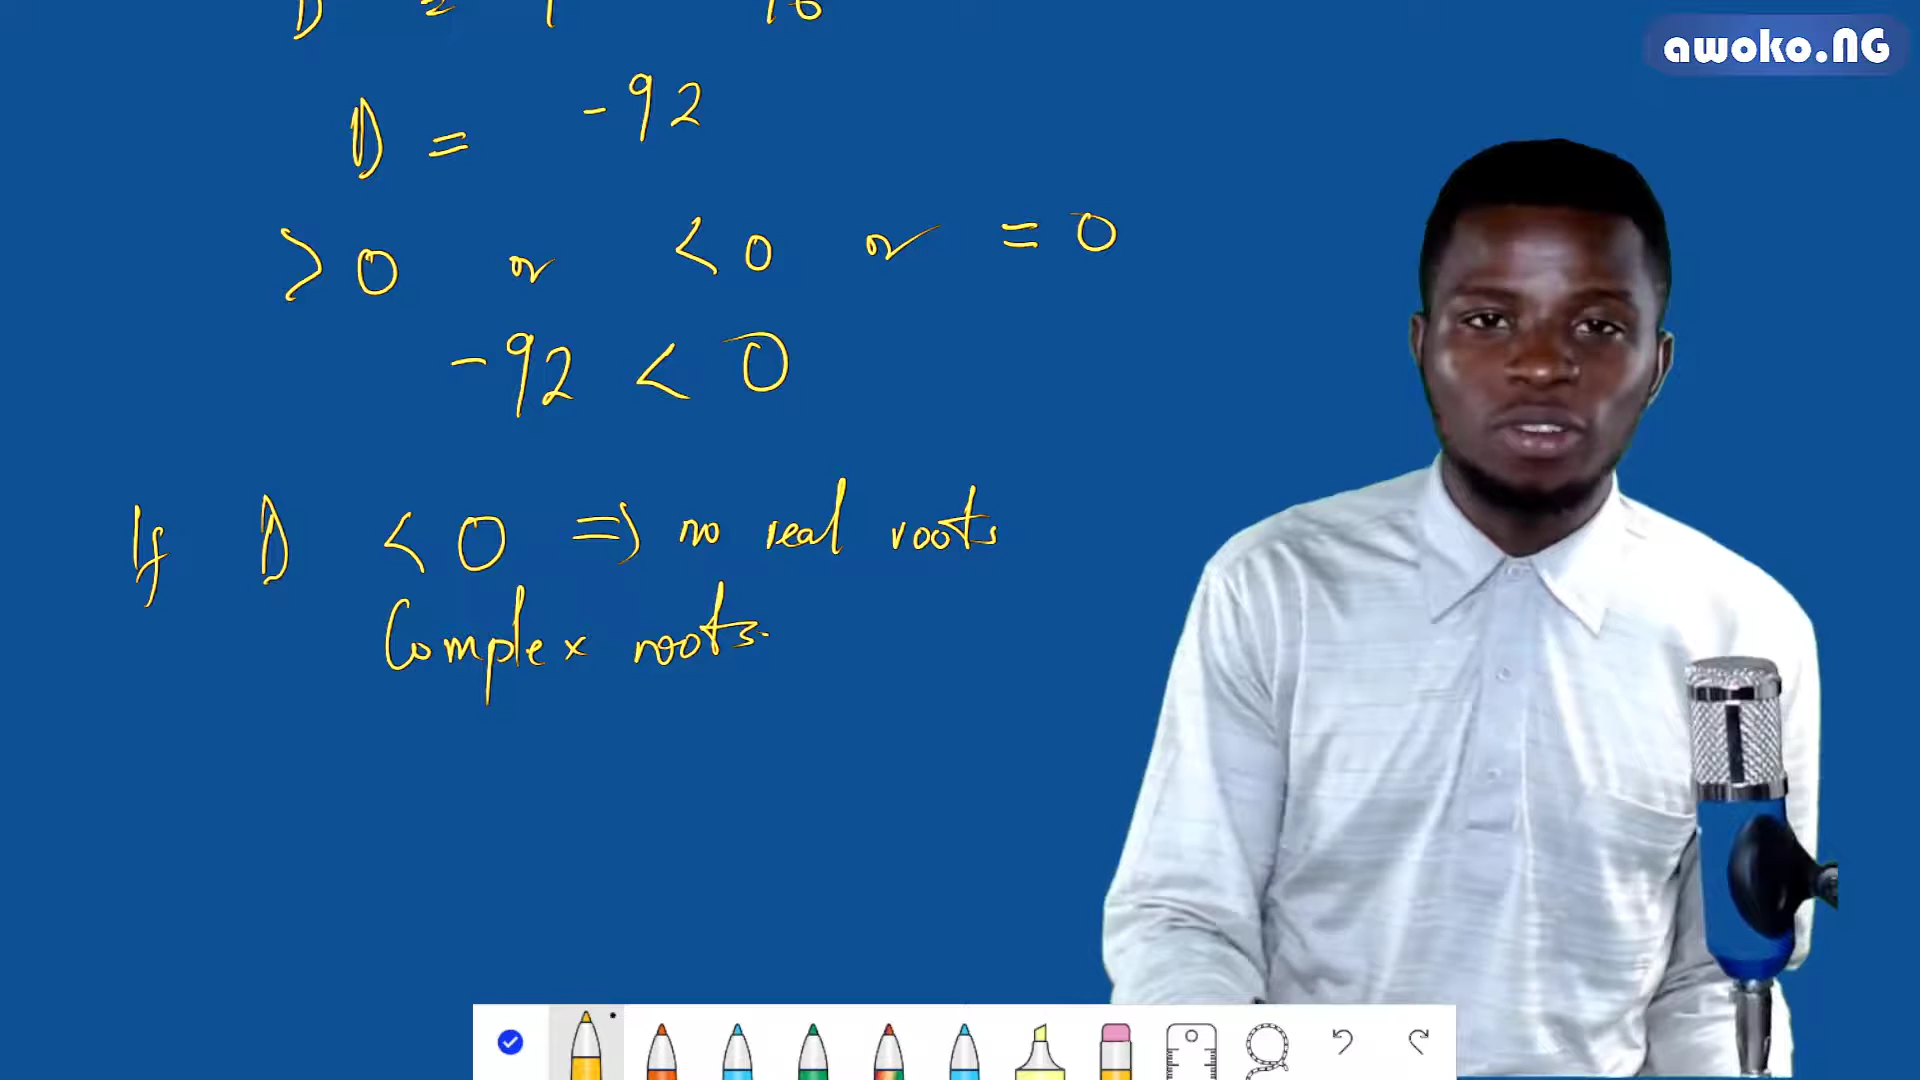 awoko.NG
D = -92
> 0 or < 0 or = 0
-92 < 0
If D < 0 => no real roots
Complex roots.